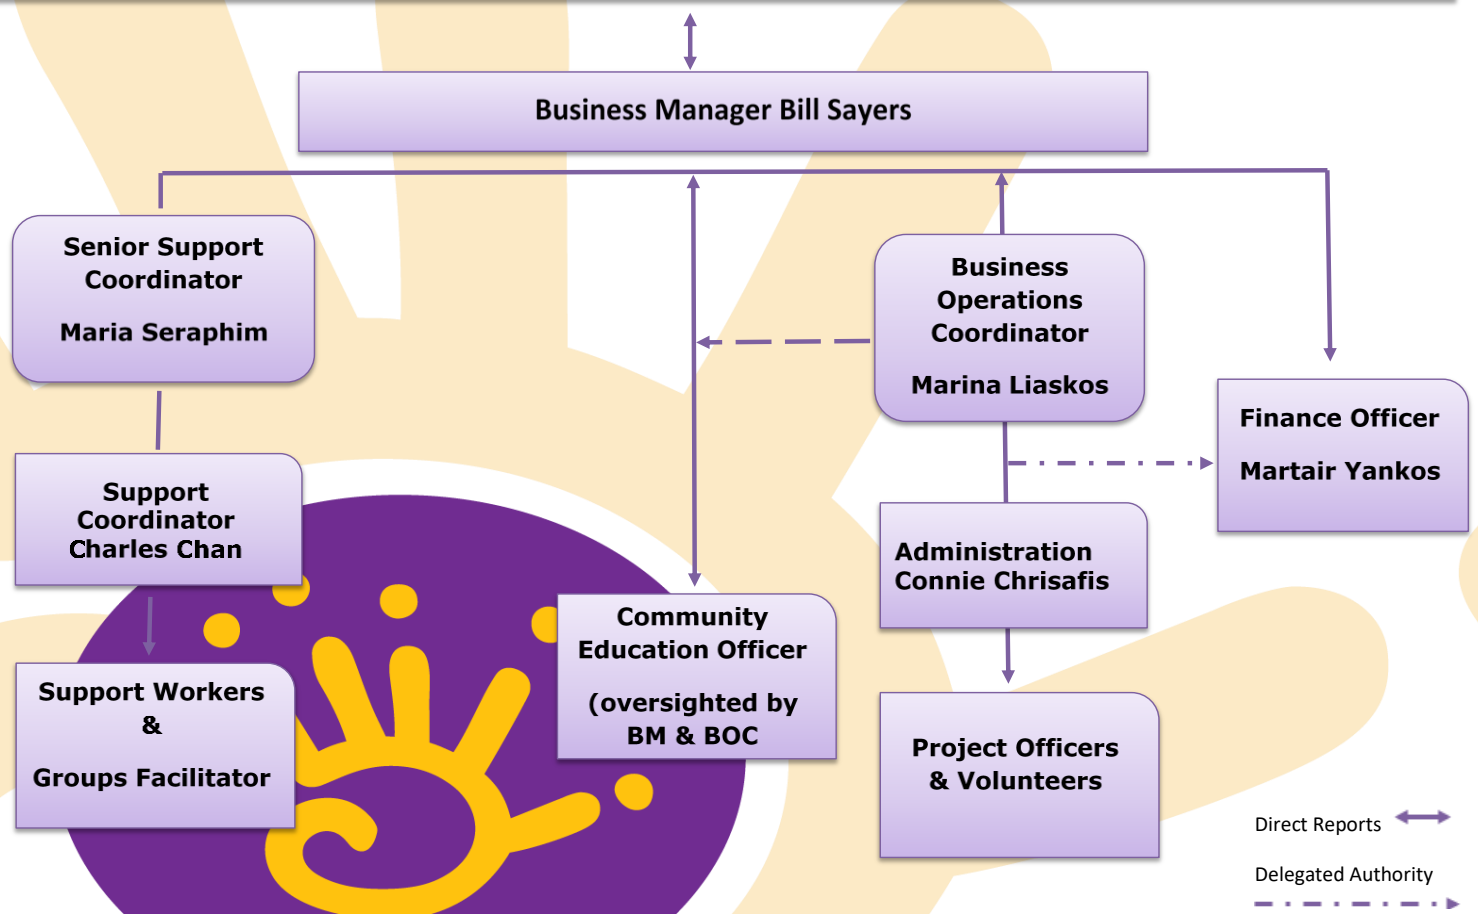 Business Manager Bill Sayers
Senior Support
Coordinator
Maria Seraphim
Business
Operations
Coordinator
Marina Liaskos
Finance Officer
Martair Yankos
Support
Coordinator
Charles Chan
Administration
Connie Chrisafis
Community
Education Officer
(oversighted by
BM & BOC
Support Workers
&
Groups Facilitator
Project Officers
& Volunteers
Direct Reports
Delegated Authority